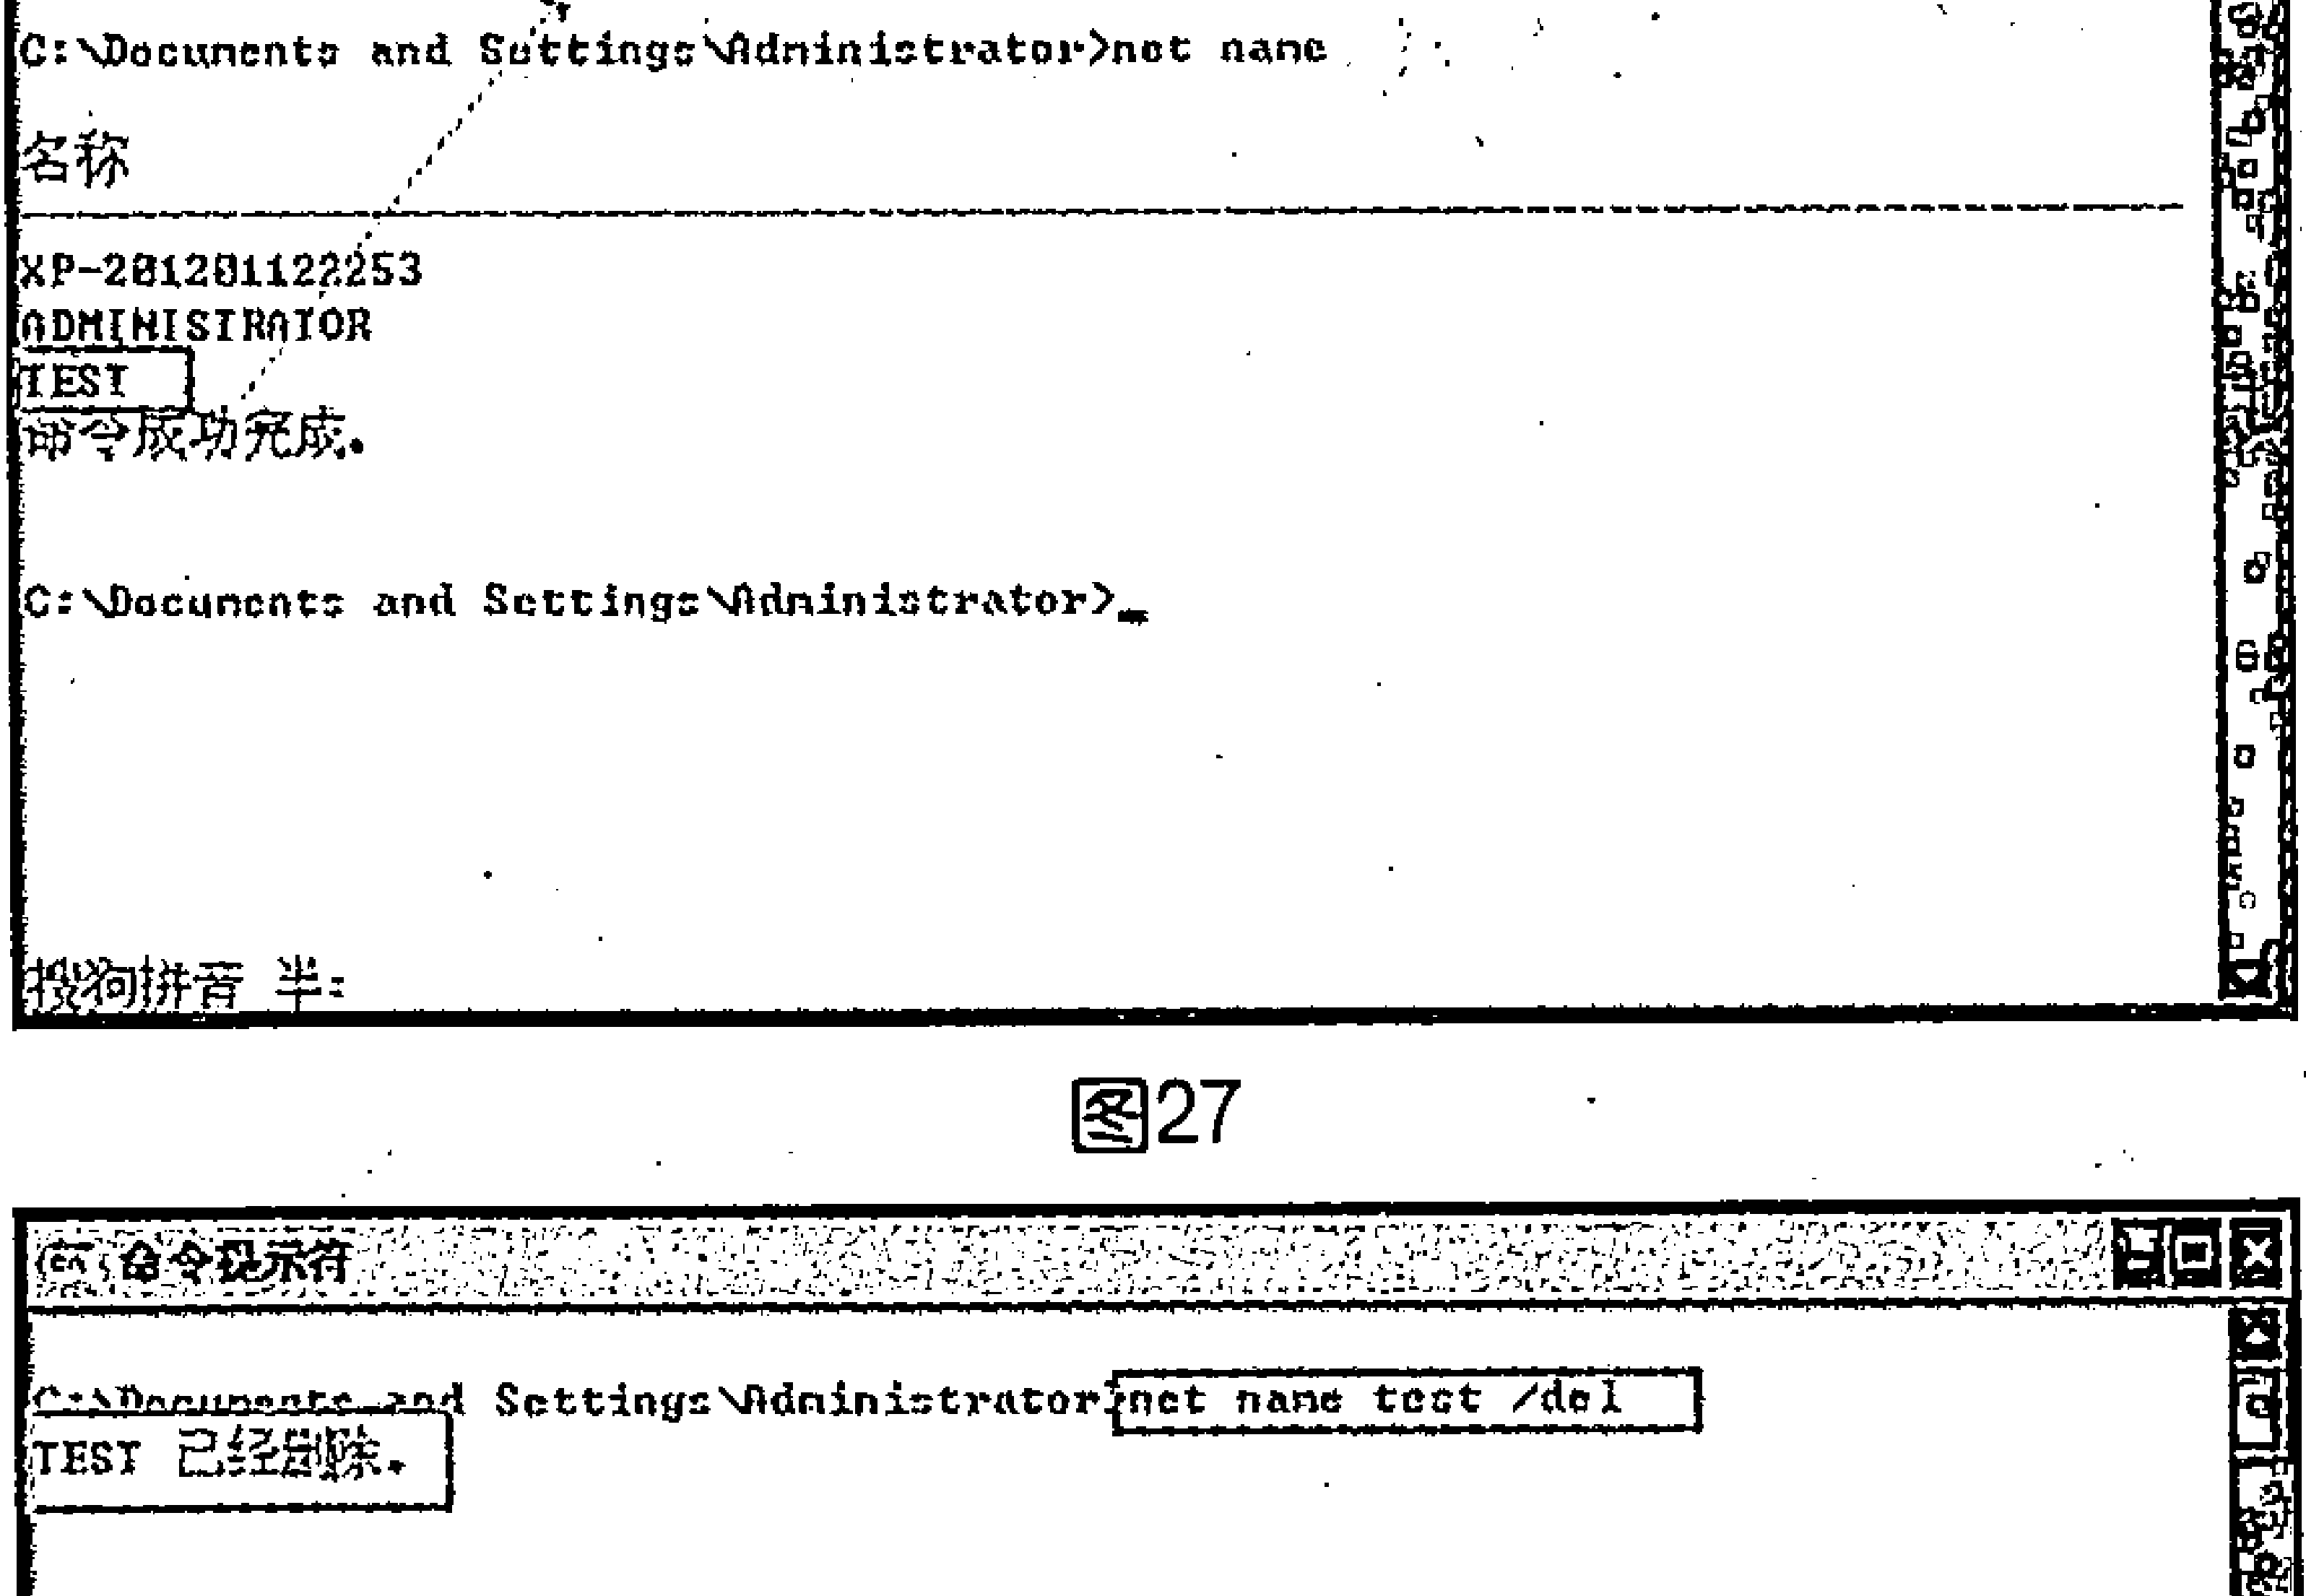 C:\Documents and Settings\Administrator>net name
名称
XP-201201122253
ADMINISTRATOR
TEST
命令成功完成。
C:\Documents and Settings\Administrator>_
搜狗拼音 半:
图27
命令提示符
C:\Documents and Settings\Administrator>net name test /del
TEST 已经删除。